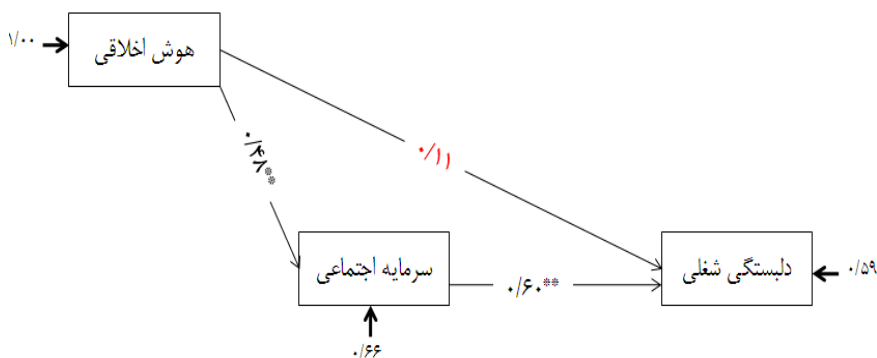 ۱/۰۰
هوش اخلاقی
۰/۴۸**
۰/۱۱
سرمایه اجتماعی
۰/۶۰**
دلبستگی شغلی
۰/۵۹
۰/۶۶